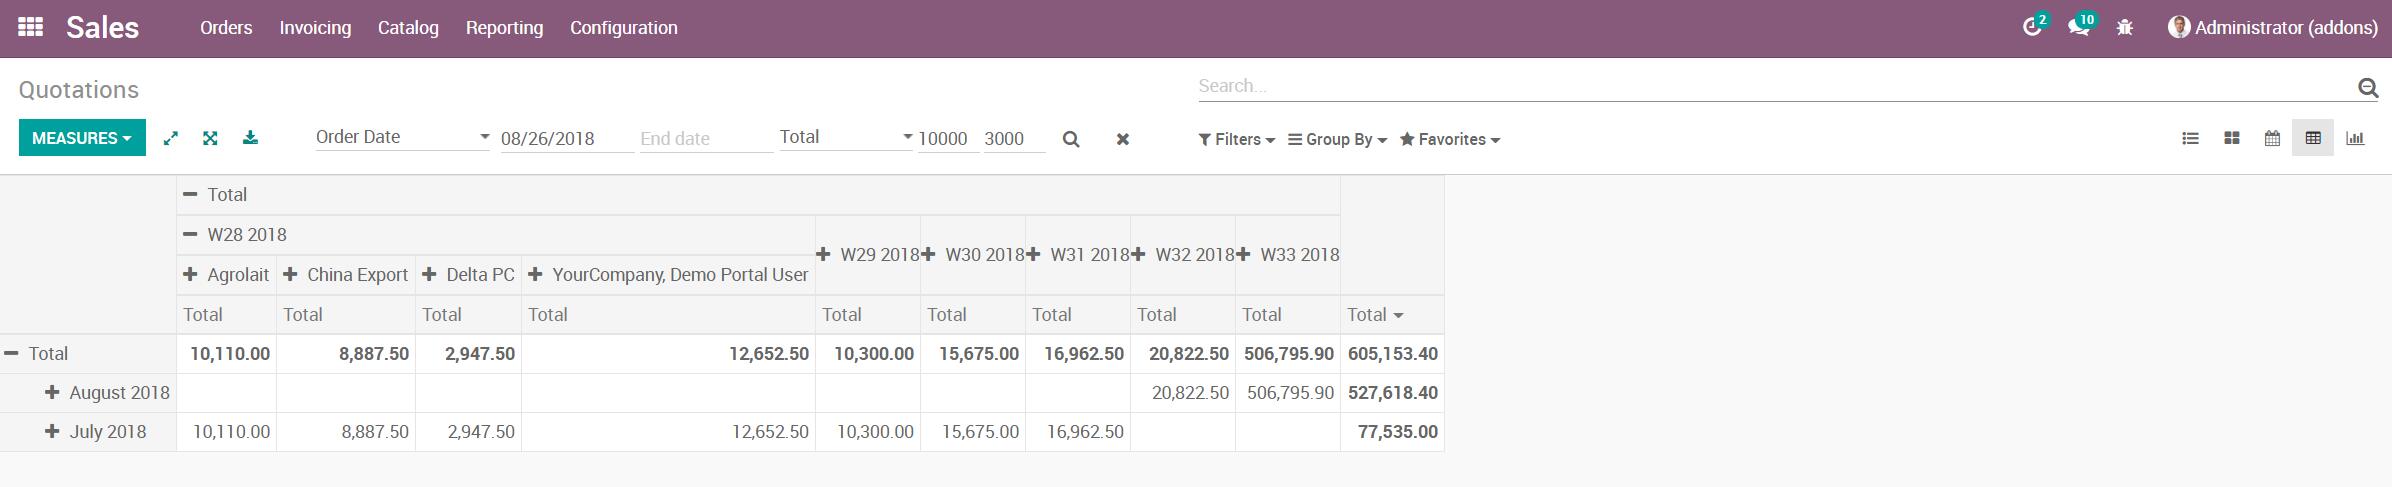 Sales Orders Invoicing Catalog Reporting Configuration 2 10 Administrator (addons)
Quotations Search...
MEASURES Order Date 08/26/2018 End date Total 10000 3000 Filters Group By Favorites
Total
W28 2018
W29 2018 W30 2018 W31 2018 W32 2018 W33 2018
Agrolait China Export Delta PC YourCompany, Demo Portal User
Total Total Total Total Total Total Total Total Total Total
Total 10,110.00 8,887.50 2,947.50 12,652.50 10,300.00 15,675.00 16,962.50 20,822.50 506,795.90 605,153.40
August 2018 20,822.50 506,795.90 527,618.40
July 2018 10,110.00 8,887.50 2,947.50 12,652.50 10,300.00 15,675.00 16,962.50 77,535.00